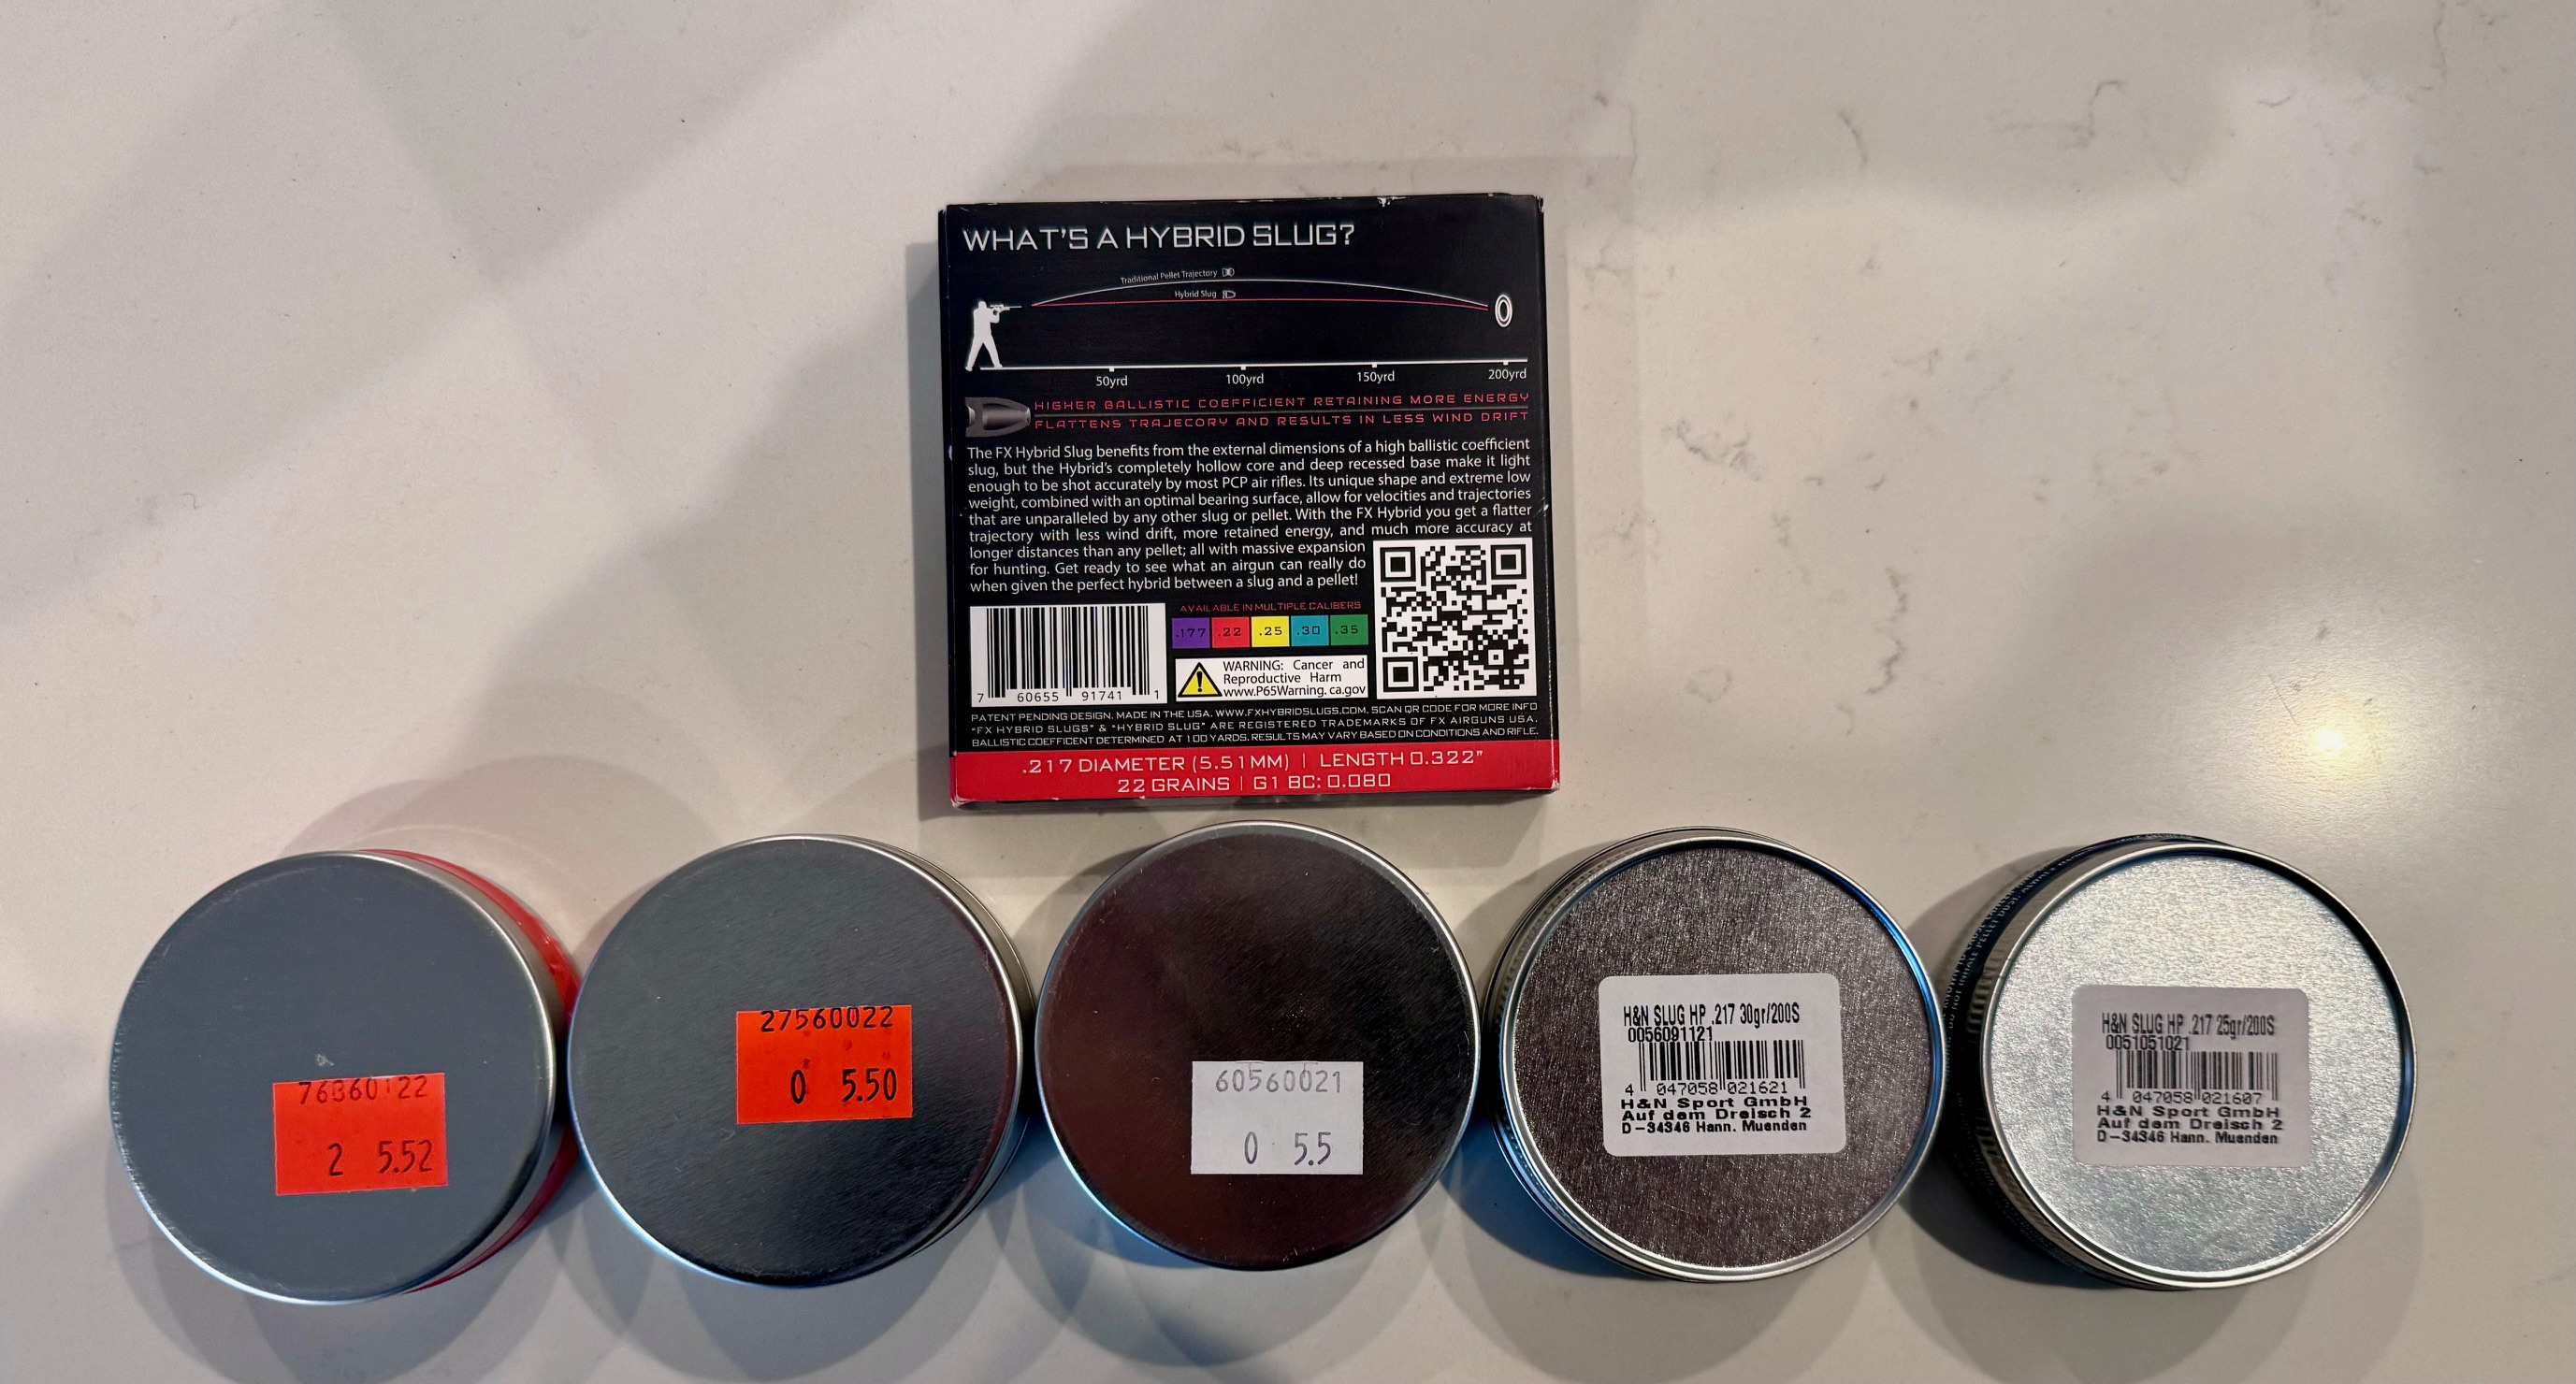 WHAT'S A HYBRID SLUG?
Traditional Pellet Trajectory
Hybrid Slug
50yrd 100yrd 150yrd 200yrd
HIGHER BALLISTIC COEFFICIENT RETAINING MORE ENERGY
FLATTENS TRAJECORY AND RESULTS IN LESS WIND DRIFT
The FX Hybrid Slug benefits from the external dimensions of a high ballistic coefficient
slug, but the Hybrid's completely hollow core and deep recessed base make it light
enough to be shot accurately by most PCP air rifles. Its unique shape and extreme low
weight, combined with an optimal bearing surface, allow for velocities and trajectories
that are unparalleled by any other slug or pellet. With the FX Hybrid you get a flatter
trajectory with less wind drift, more retained energy, and much more accuracy at
longer distances than any pellet; all with massive expansion
for hunting. Get ready to see what an airgun can really do
when given the perfect hybrid between a slug and a pellet!
AVAILABLE IN MULTIPLE CALIBERS
.177 .22 .25 .30 .35
WARNING: Cancer and
Reproductive Harm
www.P65Warning.ca.gov
7 60655 91741 1
PATENT PENDING DESIGN. MADE IN THE USA. WWW.FXHYBRIDSLUGS.COM. SCAN QR CODE FOR MORE INFO
"FX HYBRID SLUGS" & "HYBRID SLUG" ARE REGISTERED TRADEMARKS OF FX AIRGUNS USA.
BALLISTIC COEFFICENT DETERMINED AT 100 YARDS. RESULTS MAY VARY BASED ON CONDITIONS AND RIFLE.
.217 DIAMETER (5.51MM) | LENGTH 0.322"
22 GRAINS | G1 BC: 0.080
2 5.52
27560022
0 5.50
60560021
0 5.5
H&N SLUG HP .217 30gr/200S
0056091121
4 047058 021621
H&N Sport GmbH
Auf dem Dreisch 2
D-34346 Hann. Muenden
H&N SLUG HP .217 25gr/200S
0051051021
4 047058 021607
H&N Sport GmbH
Auf dem Dreisch 2
D-34346 Hann. Muenden